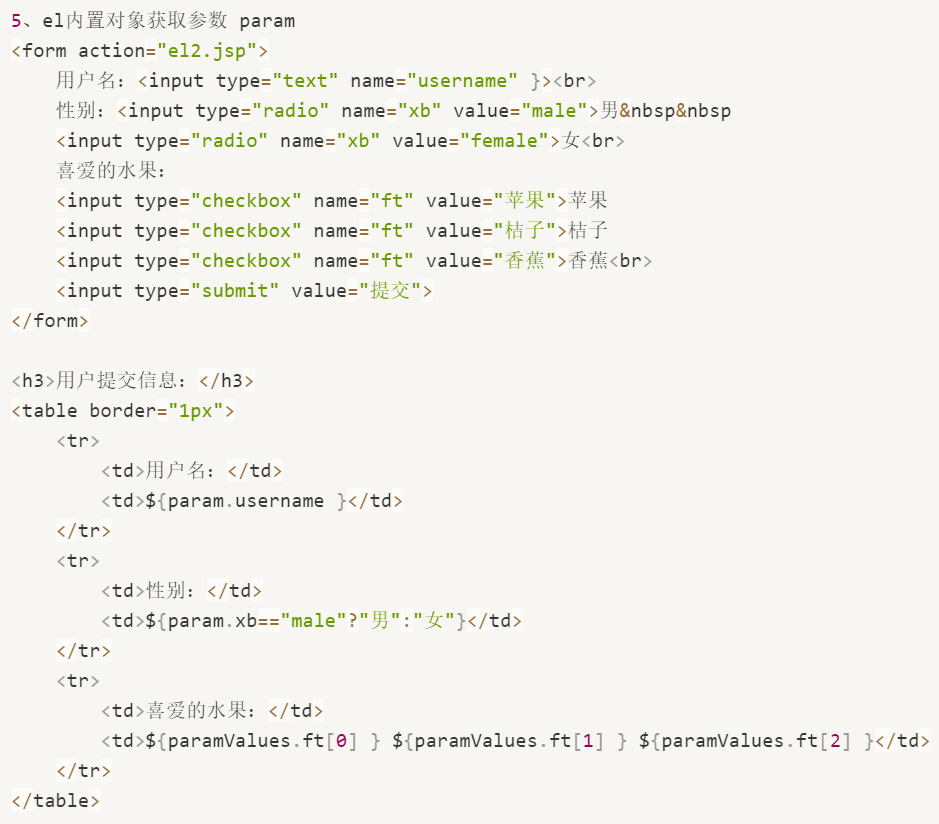 5、el内置对象获取参数 param
<form action="el2.jsp">
    用户名：<input type="text" name="username" }><br>
    性别：<input type="radio" name="xb" value="male">男&nbsp&nbsp
    <input type="radio" name="xb" value="female">女<br>
    喜爱的水果：
    <input type="checkbox" name="ft" value="苹果">苹果
    <input type="checkbox" name="ft" value="桔子">桔子
    <input type="checkbox" name="ft" value="香蕉">香蕉<br>
    <input type="submit" value="提交">
</form>

<h3>用户提交信息：</h3>
<table border="1px">
    <tr>
        <td>用户名：</td>
        <td>${param.username }</td>
    </tr>
    <tr>
        <td>性别：</td>
        <td>${param.xb=="male"?"男":"女"}</td>
    </tr>
    <tr>
        <td>喜爱的水果：</td>
        <td>${paramValues.ft[0] } ${paramValues.ft[1] } ${paramValues.ft[2] }</td>
    </tr>
</table>